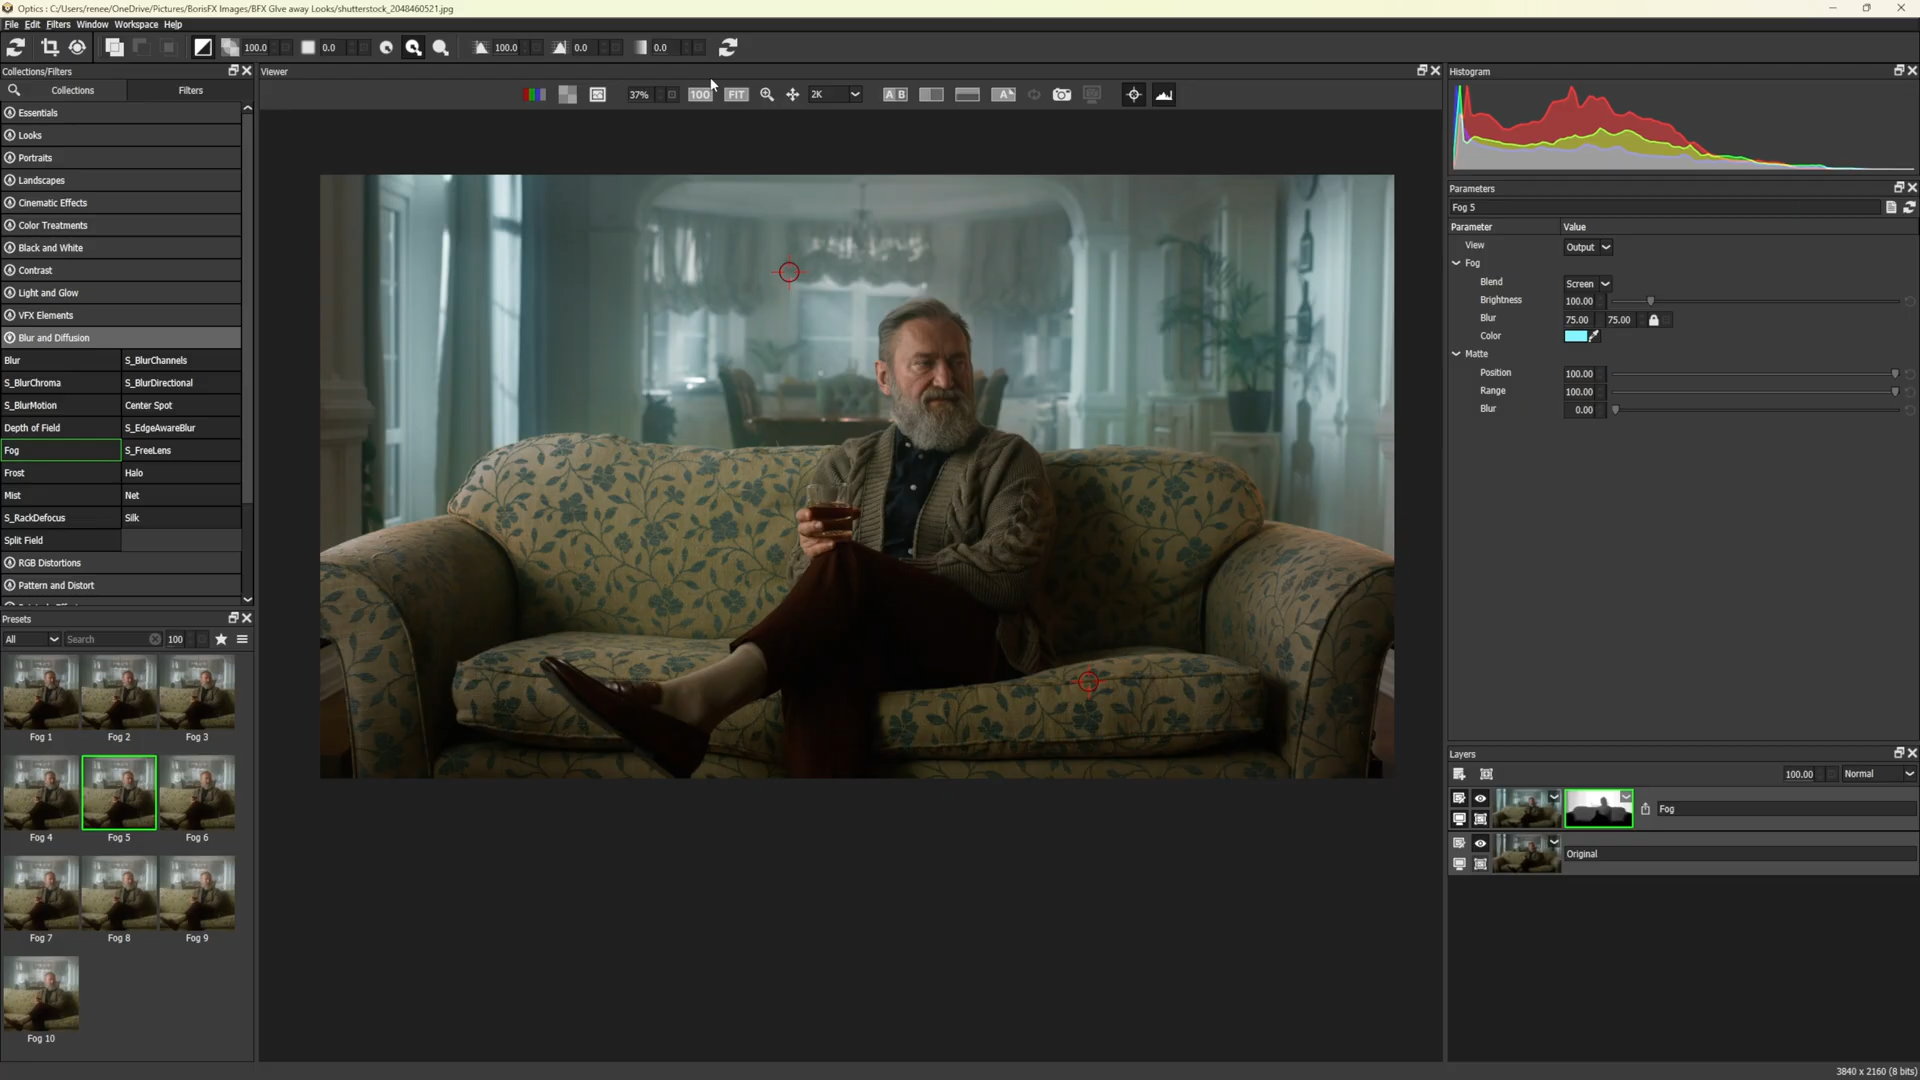 Optics : C:/Users/renee/OneDrive/Pictures/BorisFX Images/BFX GIve away Looks/shutterstock_2048460521.jpg
File Edit Filters Window Workspace Help
100.0 0.0 100.0 0.0 0.0
Collections/Filters
Collections Filters
Essentials
Looks
Portraits
Landscapes
Cinematic Effects
Color Treatments
Black and White
Contrast
Light and Glow
VFX Elements
Blur and Diffusion
Blur S_BlurChannels
S_BlurChroma S_BlurDirectional
S_BlurMotion Center Spot
Depth of Field S_EdgeAwareBlur
Fog S_FreeLens
Frost Halo
Mist Net
S_RackDefocus Silk
Split Field
RGB Distortions
Pattern and Distort
Presets
All Search 100
Fog 1 Fog 2 Fog 3
Fog 4 Fog 5 Fog 6
Fog 7 Fog 8 Fog 9
Fog 10
Viewer
37% 100 FIT 2K A B A
Histogram
Parameters
Fog 5
Parameter Value
View Output
Fog
Blend Screen
Brightness 100.00
Blur 75.00 75.00
Color
Matte
Position 100.00
Range 100.00
Blur 0.00
Layers
100.00 Normal
Fog
Original
3840 x 2160 (8 bits)